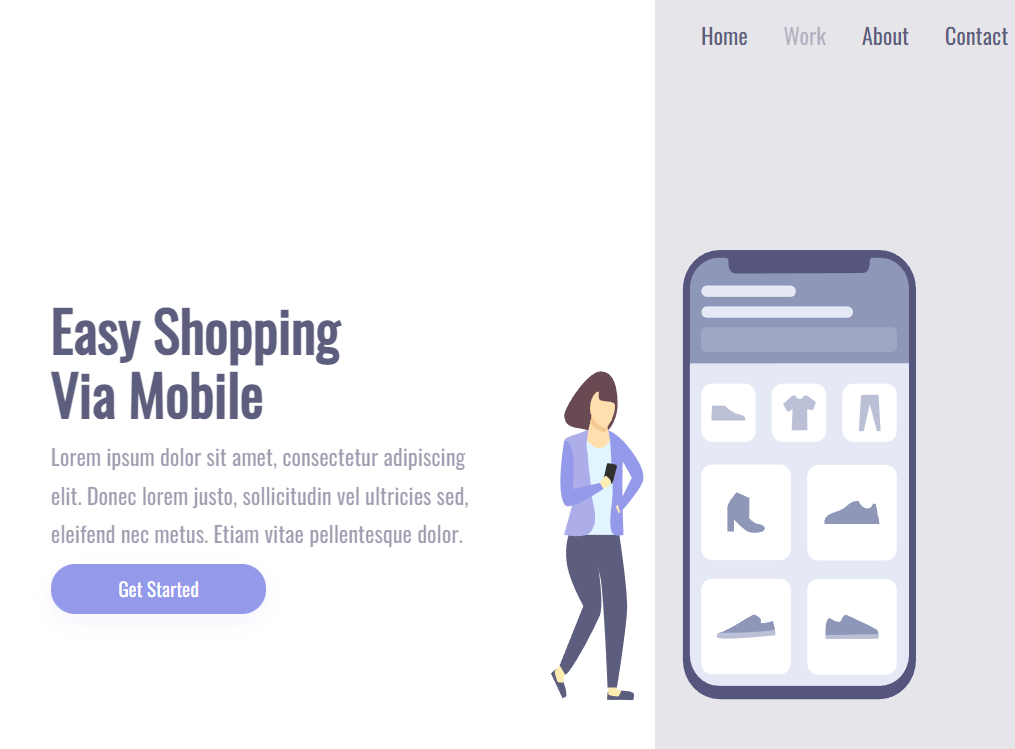 Home Work About Contact
Easy Shopping
Via Mobile
Lorem ipsum dolor sit amet, consectetur adipiscing
elit. Donec lorem justo, sollicitudin vel ultricies sed,
eleifend nec metus. Etiam vitae pellentesque dolor.
Get Started